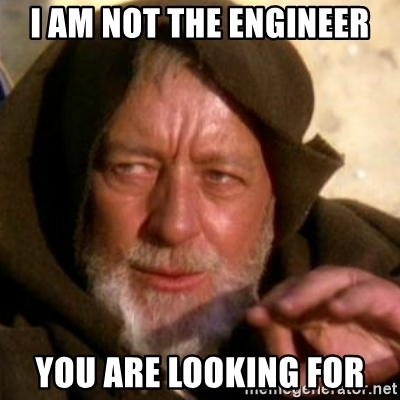 I AM NOT THE ENGINEER
YOU ARE LOOKING FOR
memegenerator.net